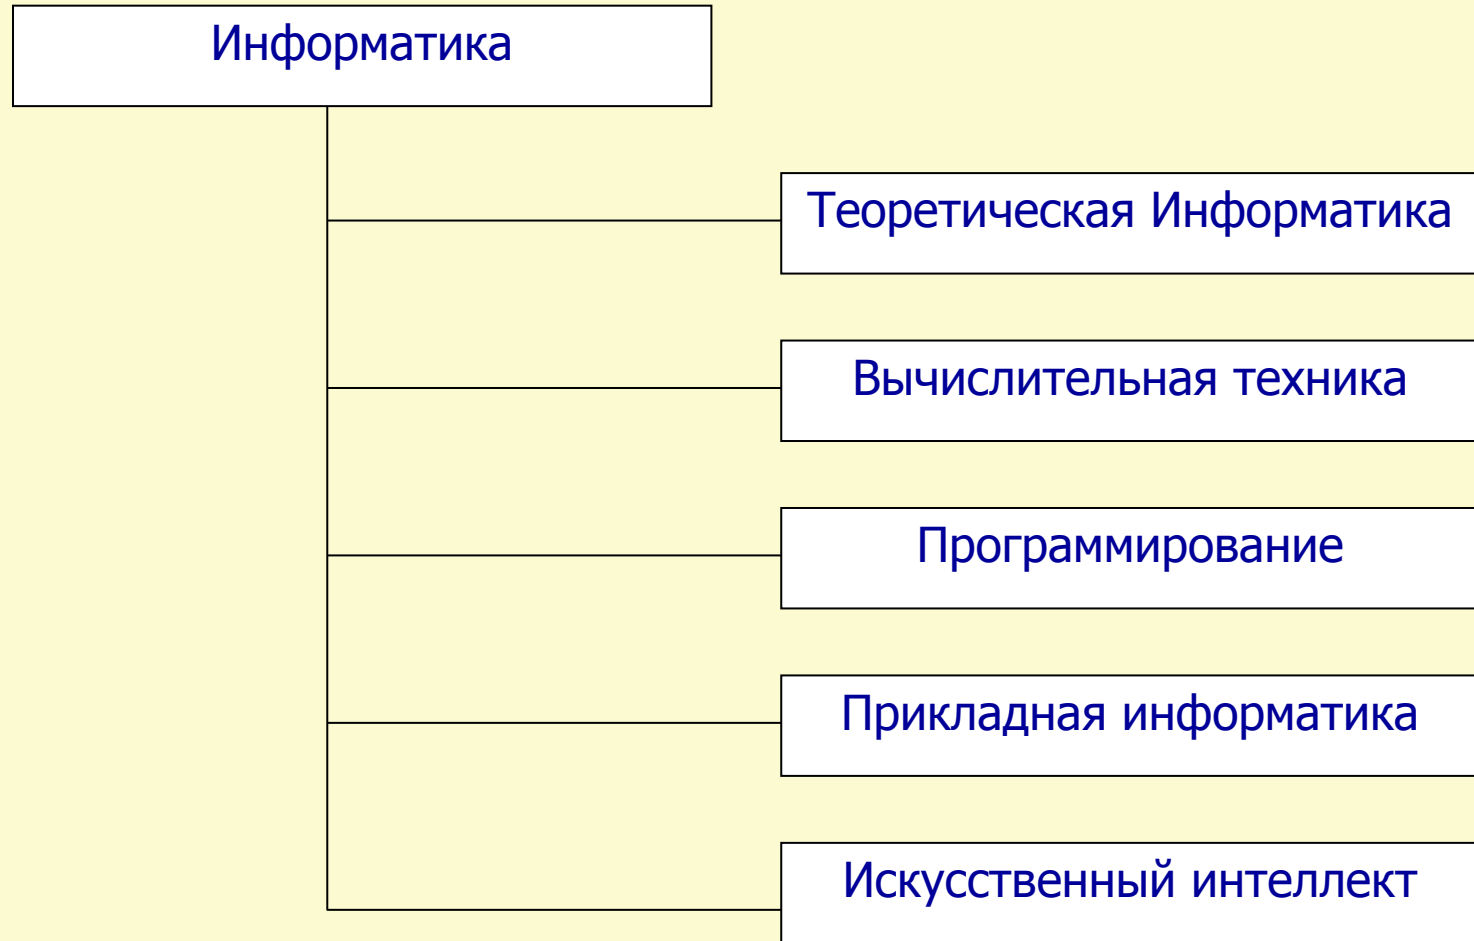 Информатика
Теоретическая Информатика
Вычислительная техника
Программирование
Прикладная информатика
Искусственный интеллект